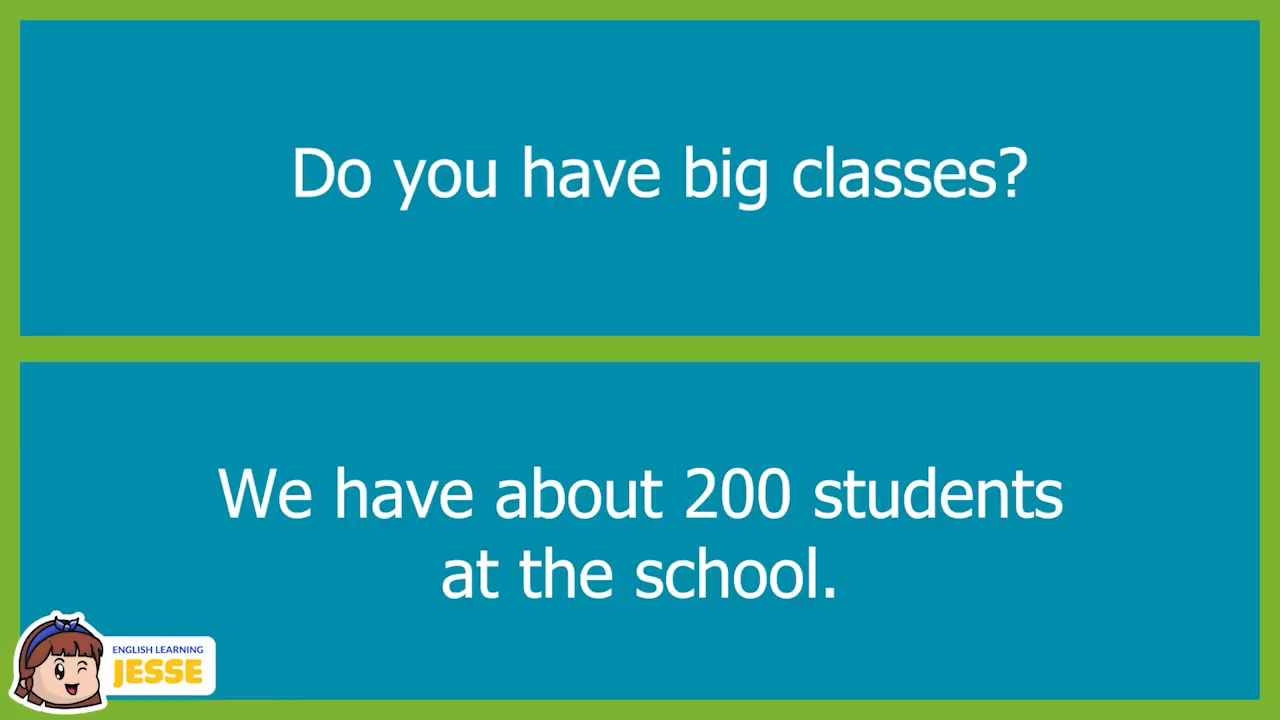 Do you have big classes?
We have about 200 students
at the school.
ENGLISH LEARNING
JESSE